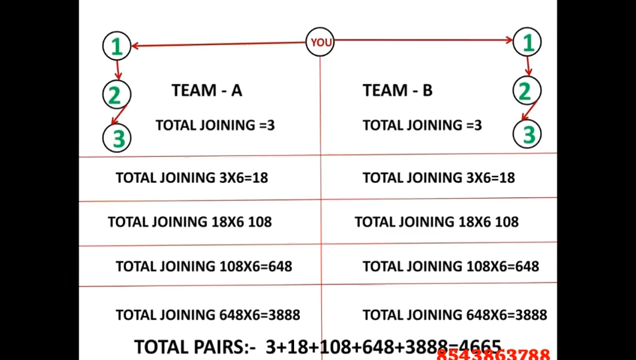 1 YOU 1
2 TEAM - A TEAM - B 2
TOTAL JOINING =3 TOTAL JOINING =3
3 3
TOTAL JOINING 3X6=18 TOTAL JOINING 3X6=18
TOTAL JOINING 18X6 108 TOTAL JOINING 18X6 108
TOTAL JOINING 108X6=648 TOTAL JOINING 108X6=648
TOTAL JOINING 648X6=3888 TOTAL JOINING 648X6=3888
TOTAL PAIRS:- 3+18+108+648+3888=4665
8543863788